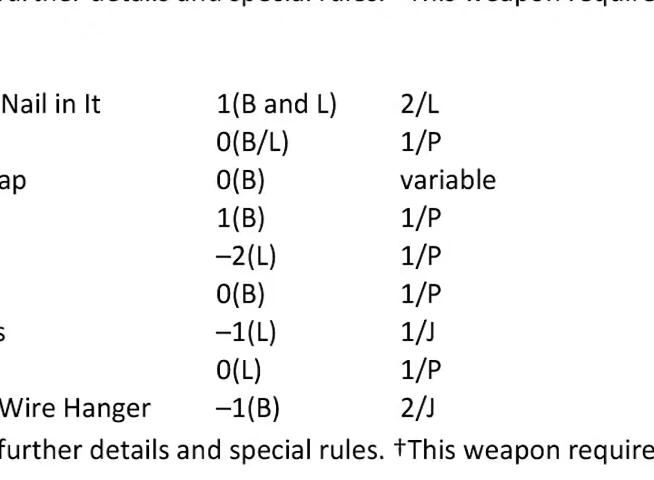 further details and special rules. †This weapon require
Nail in It 1(B and L) 2/L
0(B/L) 1/P
ap 0(B) variable
1(B) 1/P
–2(L) 1/P
0(B) 1/P
s –1(L) 1/J
0(L) 1/P
Wire Hanger –1(B) 2/J
further details and special rules. †This weapon require